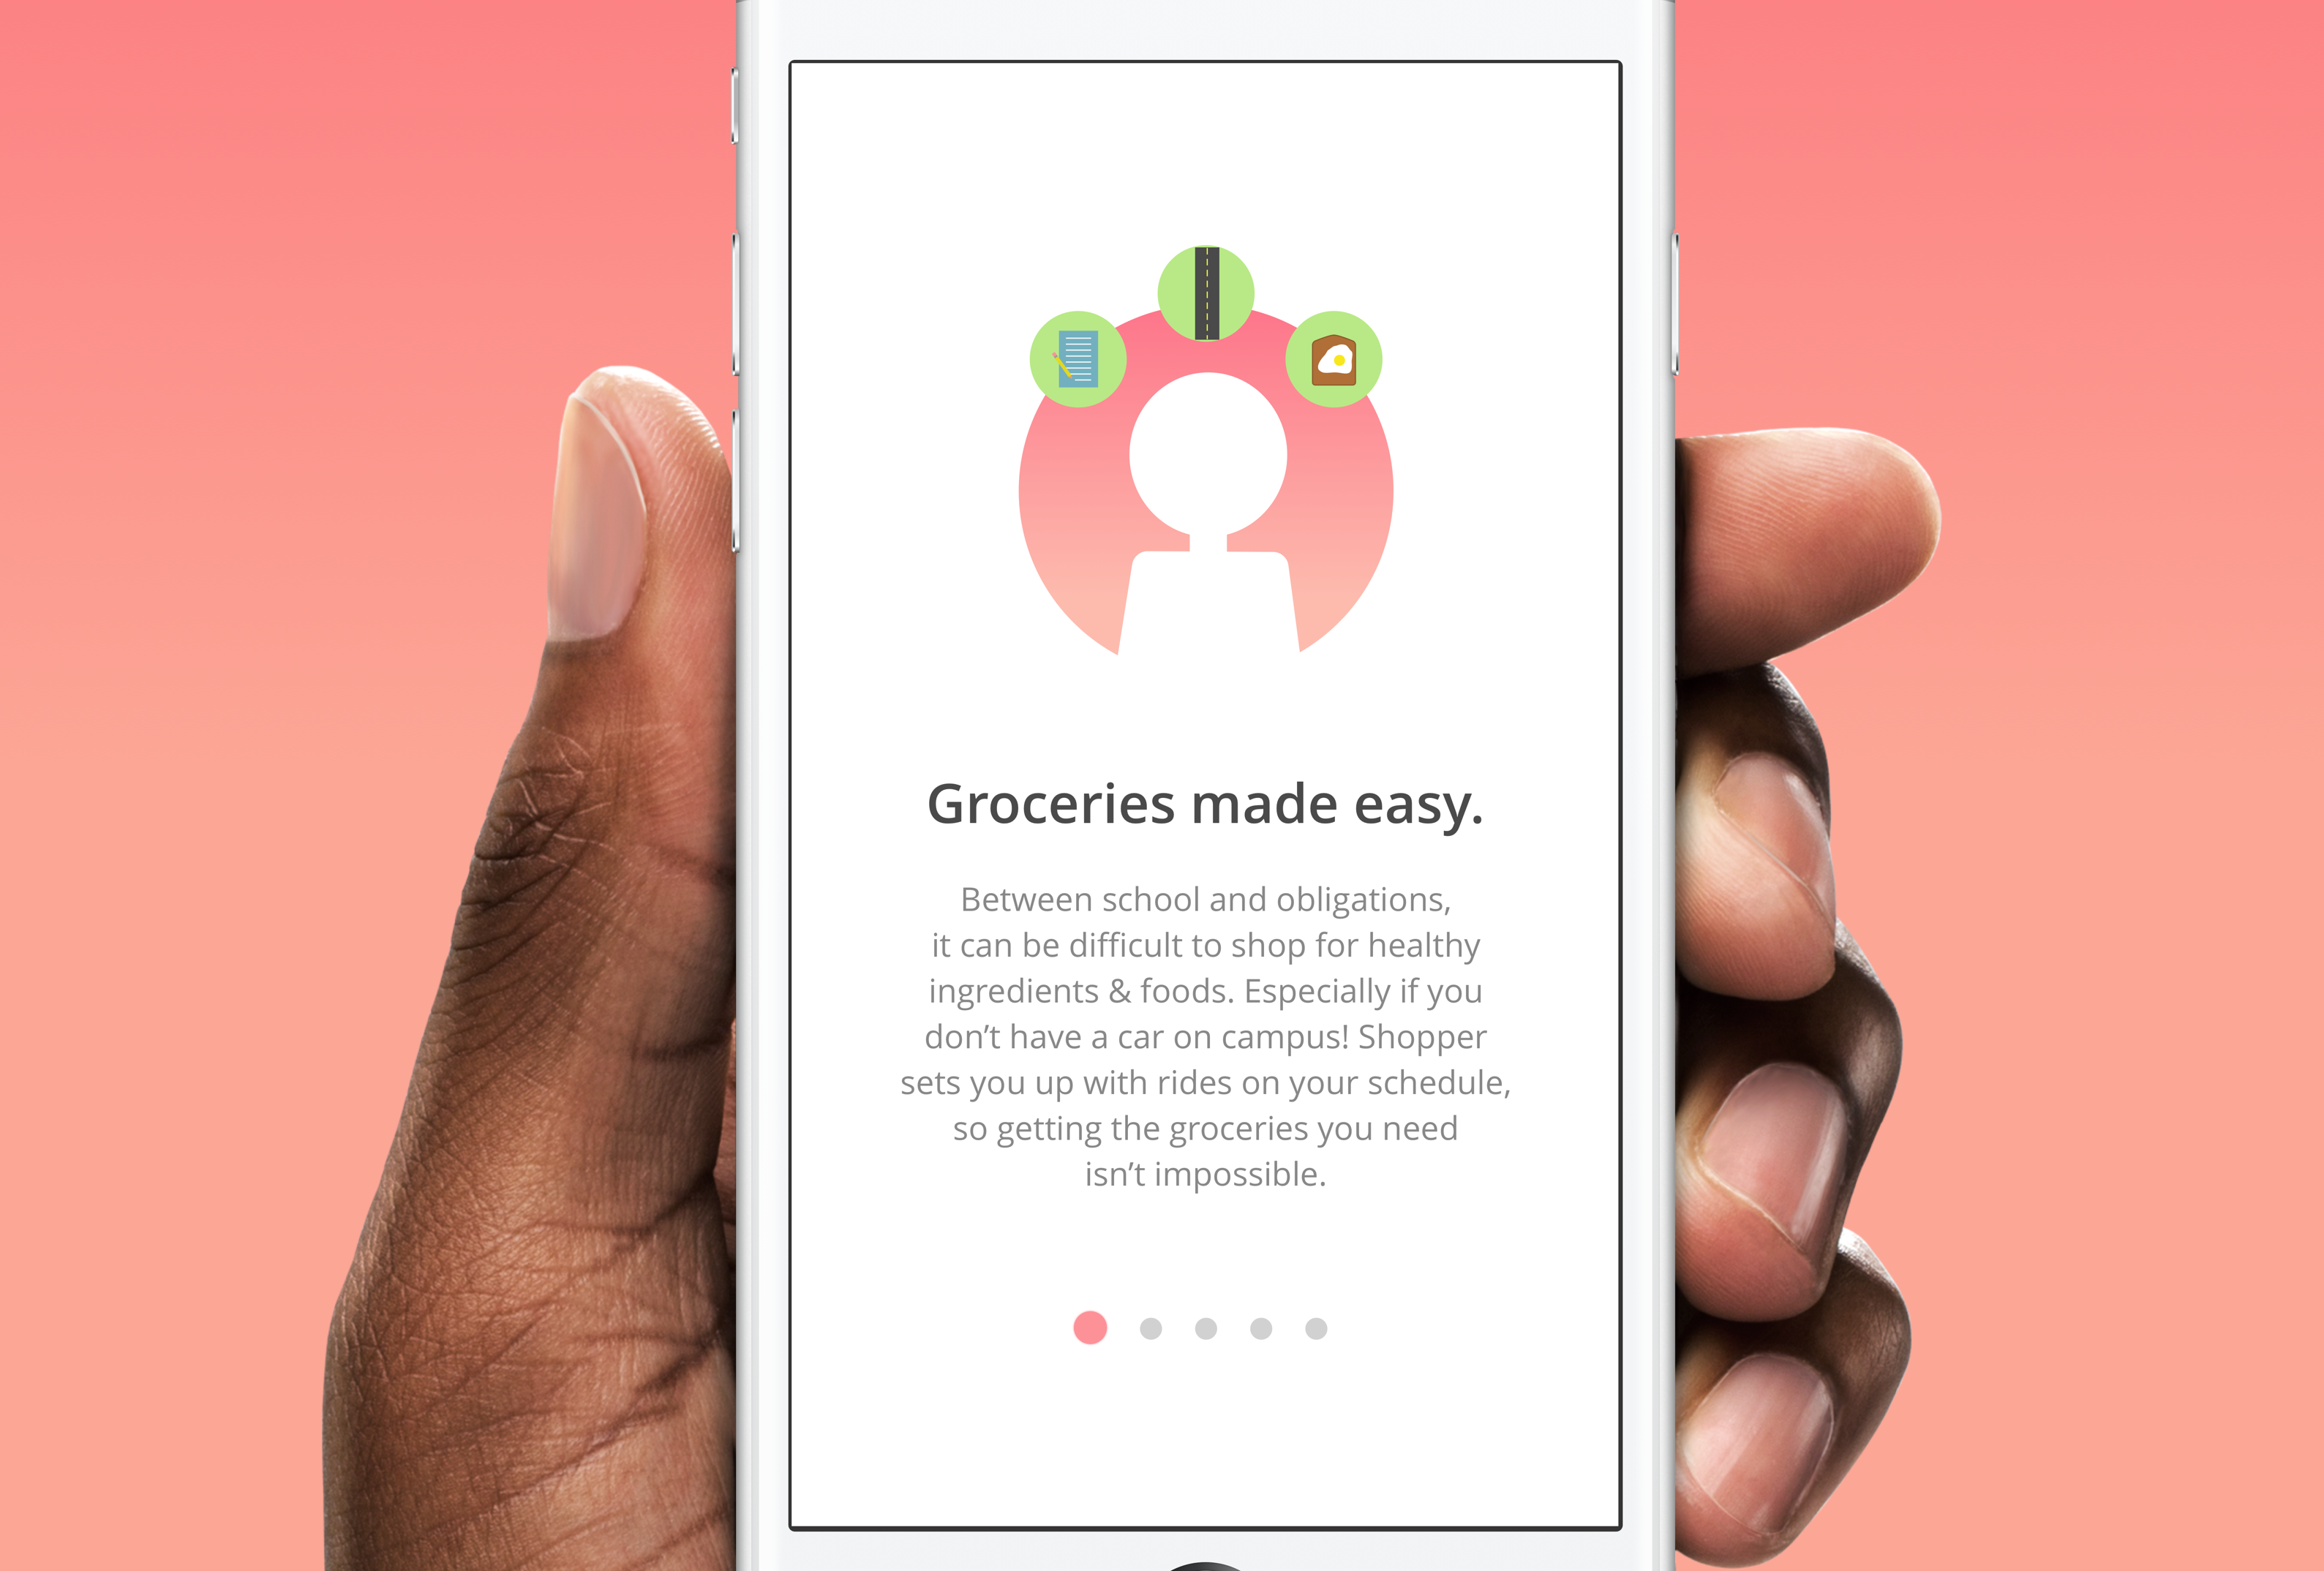 Groceries made easy.
Between school and obligations,
it can be difficult to shop for healthy
ingredients & foods. Especially if you
don’t have a car on campus! Shopper
sets you up with rides on your schedule,
so getting the groceries you need
isn’t impossible.